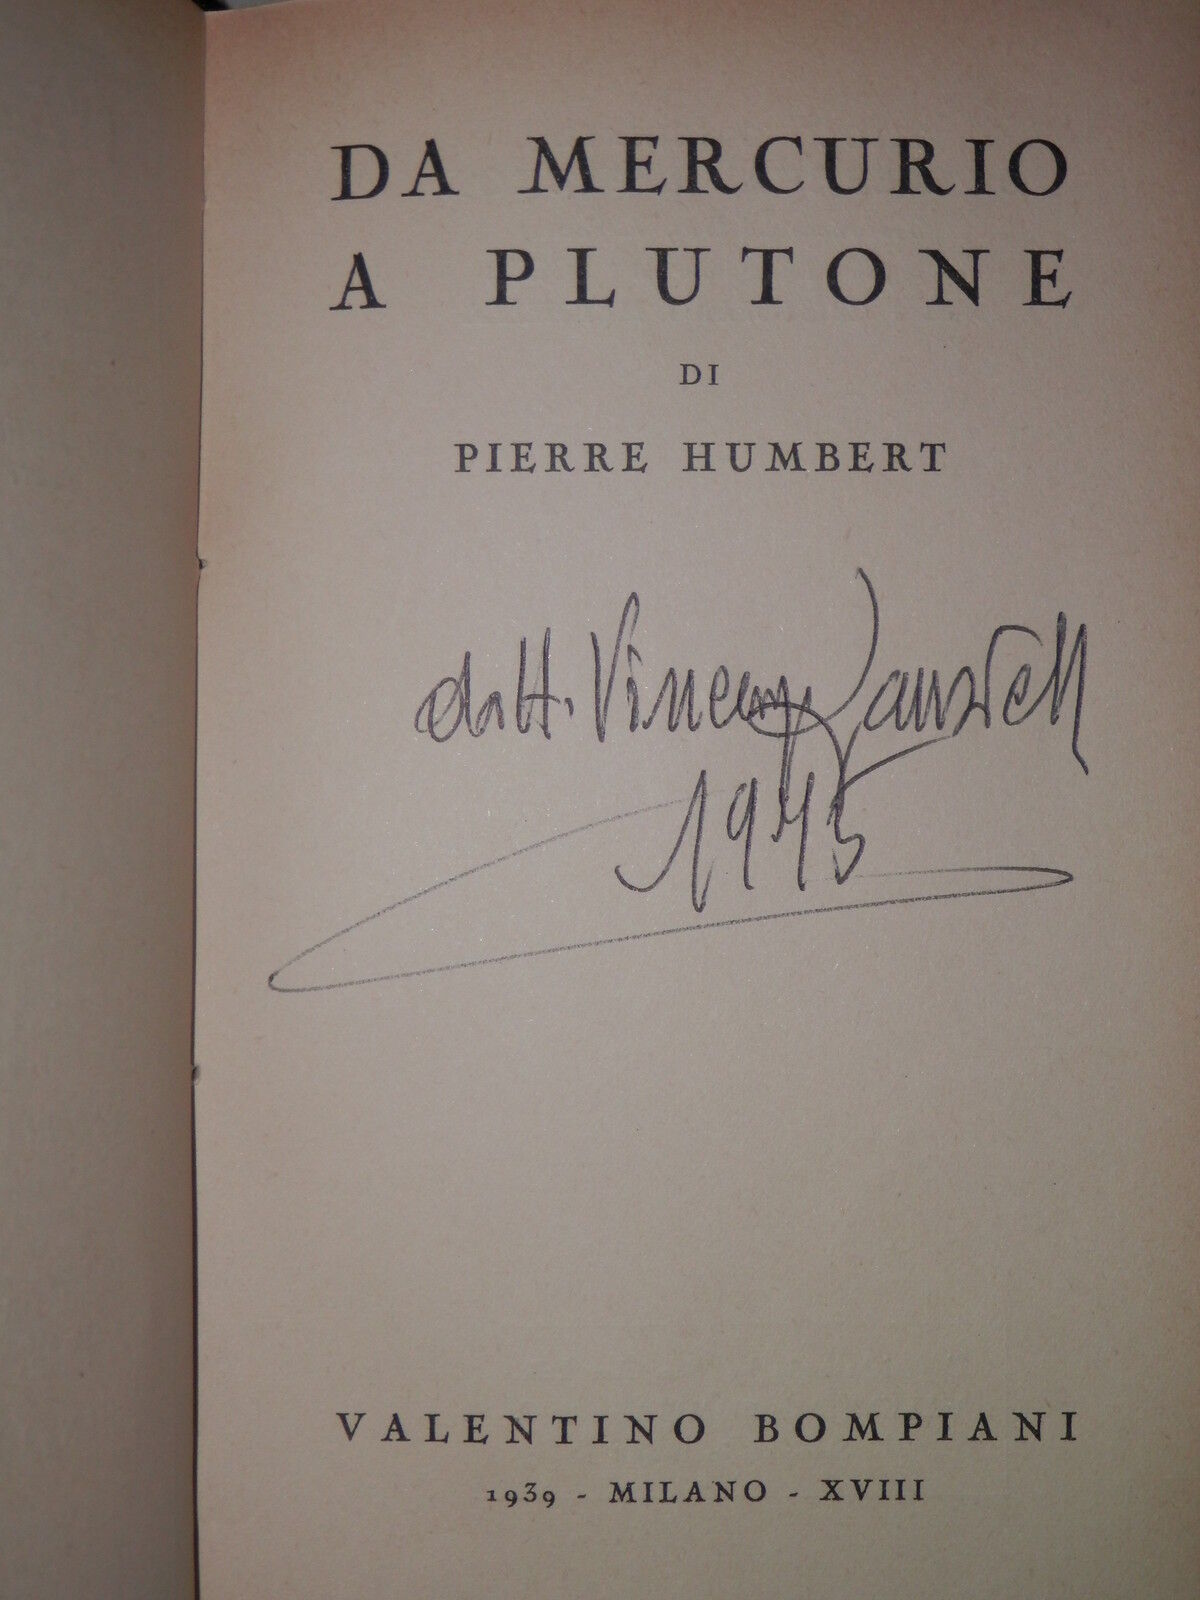 DA MERCURIO
A PLUTONE
DI
PIERRE HUMBERT
dott.
1945
VALENTINO BOMPIANI
1939 - MILANO - XVIII